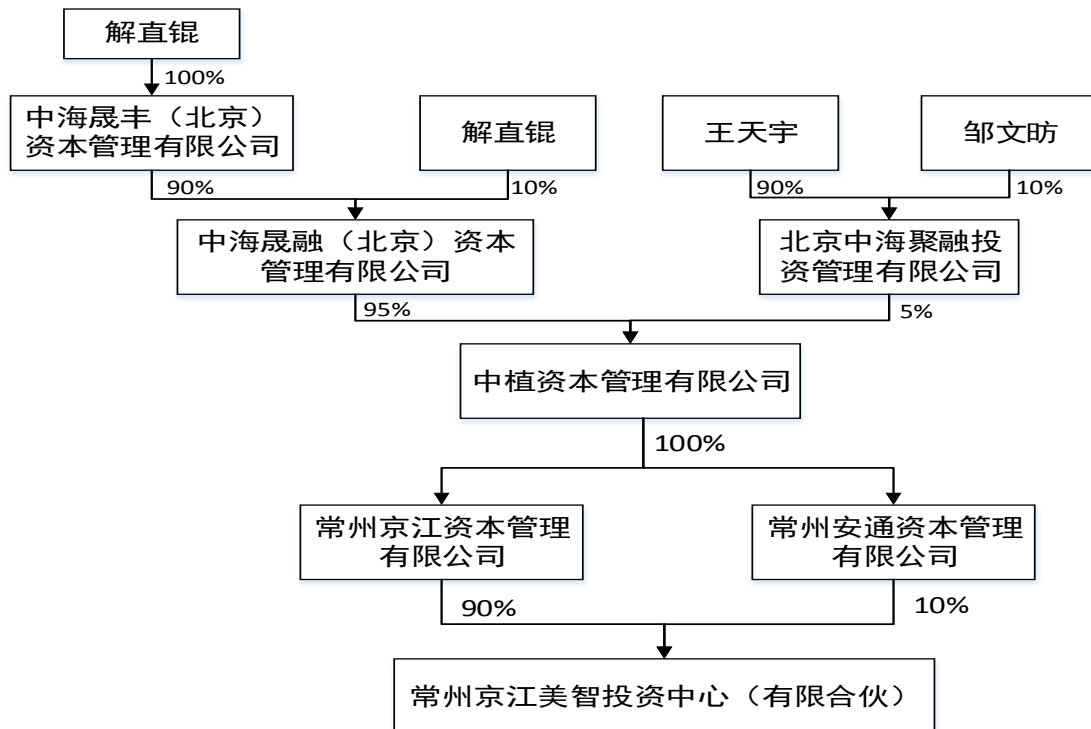 解直锟
100%
中海晟丰（北京）
资本管理有限公司
解直锟
王天宇
邹文昉
90%
10%
90%
10%
中海晟融（北京）资本
管理有限公司
北京中海聚融投
资管理有限公司
95%
5%
中植资本管理有限公司
100%
常州京江资本管理
有限公司
常州安通资本管理
有限公司
90%
10%
常州京江美智投资中心（有限合伙）